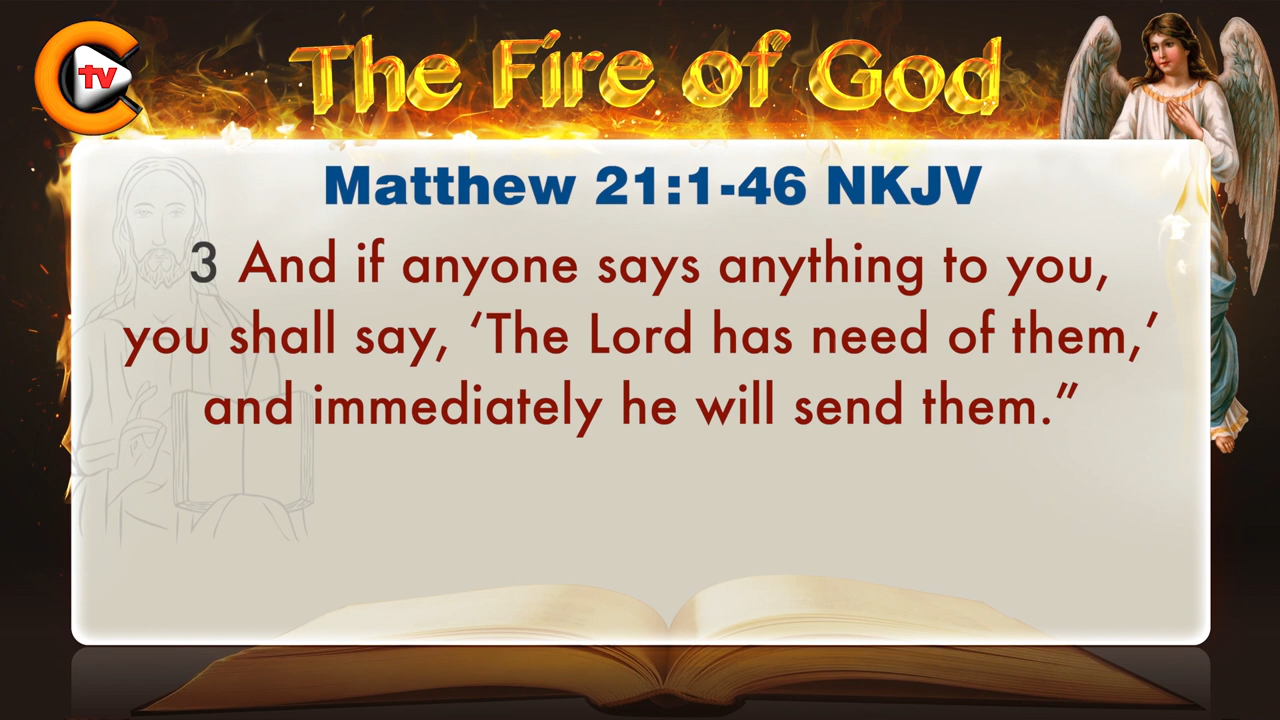 tv
The Fire of God
Matthew 21:1-46 NKJV
3 And if anyone says anything to you,
you shall say, ‘The Lord has need of them,’
and immediately he will send them.”